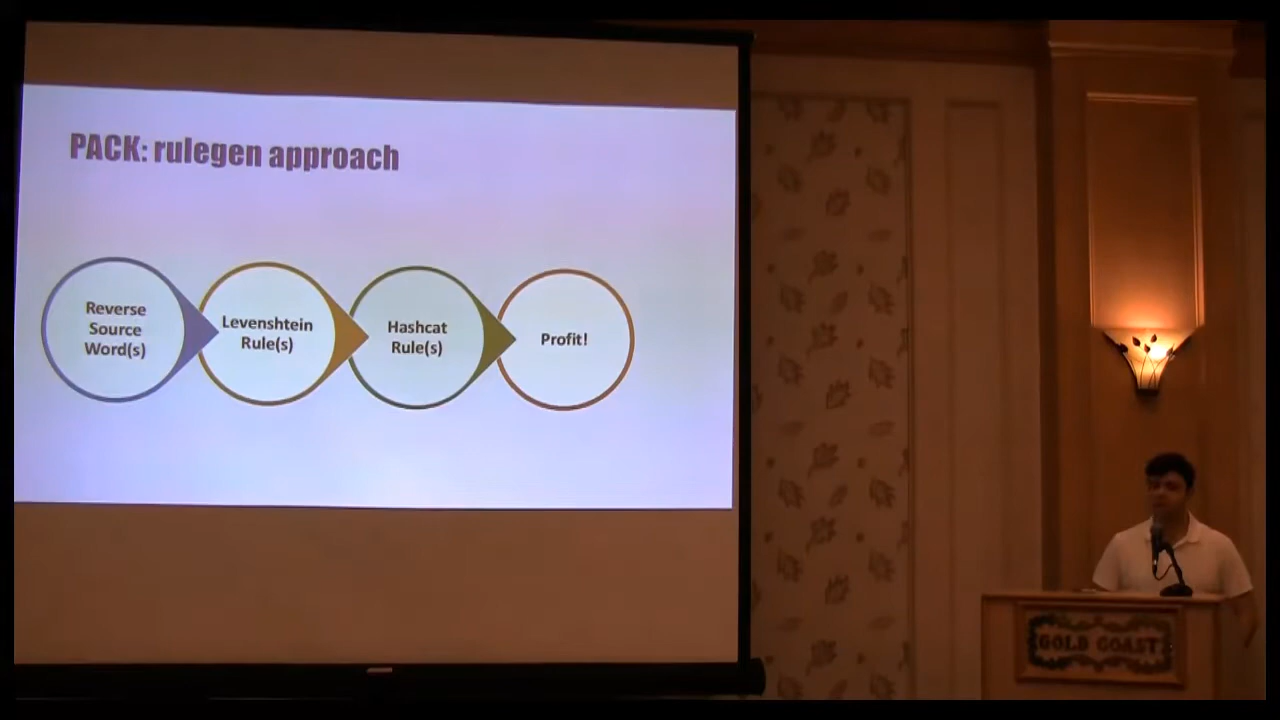 PACK: rulegen approach
Reverse
Source
Word(s)
Levenshtein
Rule(s)
Hashcat
Rule(s)
Profit!
GOLD COAST